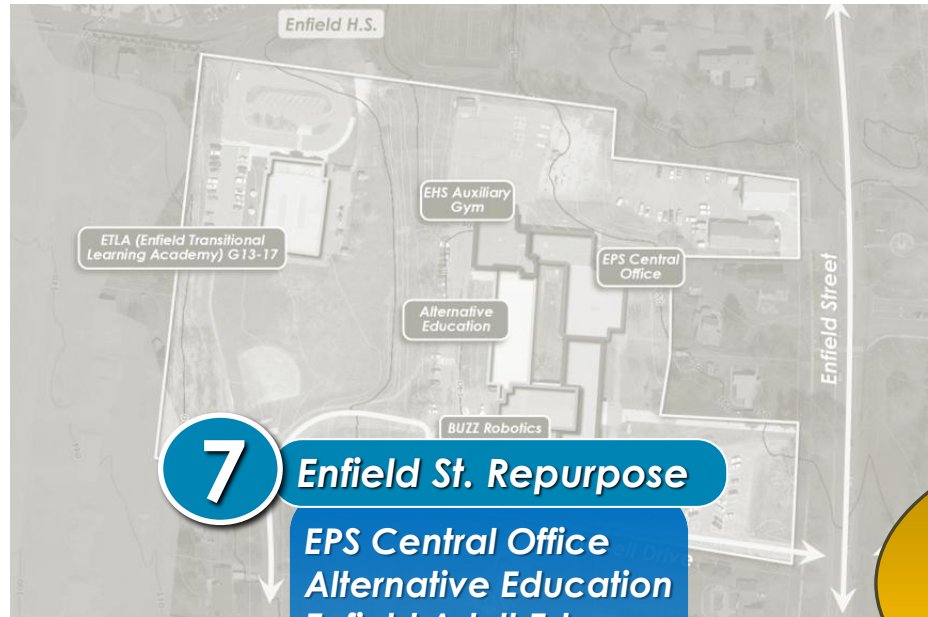 Enfield H.S.
EHS Auxiliary
Gym
ETLA (Enfield Transitional
Learning Academy) G13-17
EPS Central
Office
Alternative
Education
Enfield Street
BUZZ Robotics
7
Enfield St. Repurpose
EPS Central Office
Drive
Alternative Education